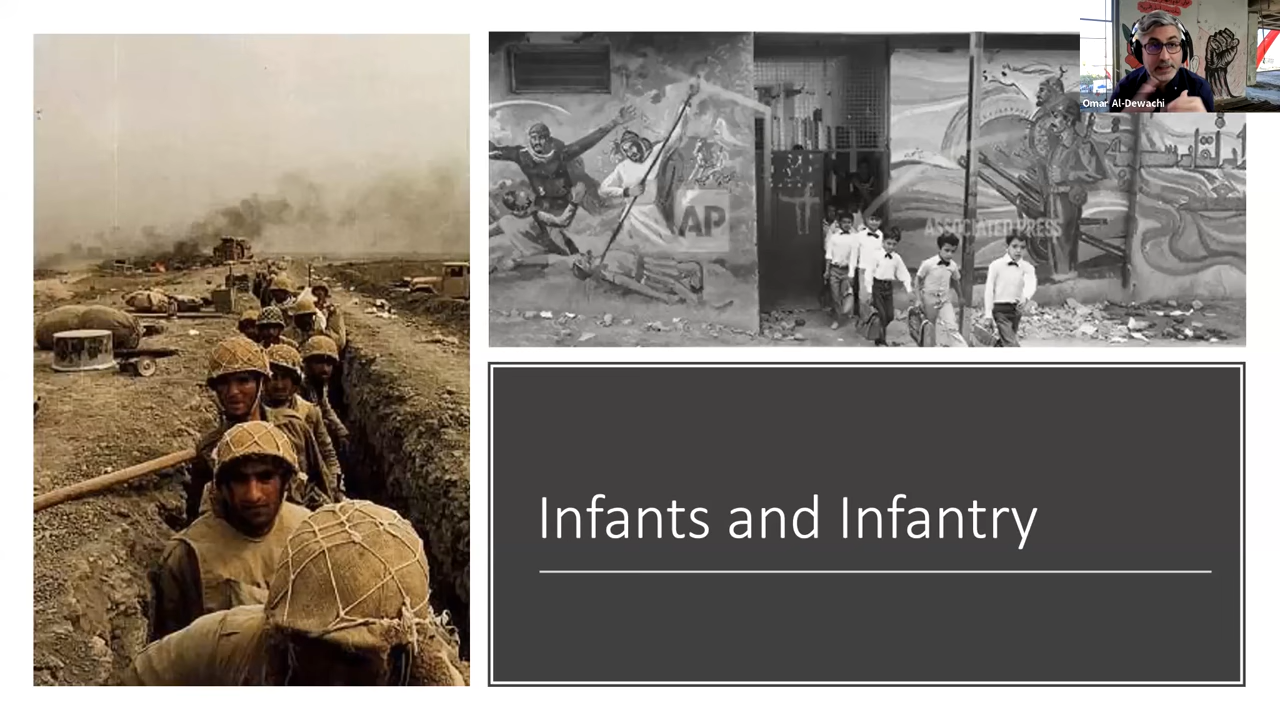 Omar Al-Dewachi
AP
ASSOCIATED PRESS
Infants and Infantry